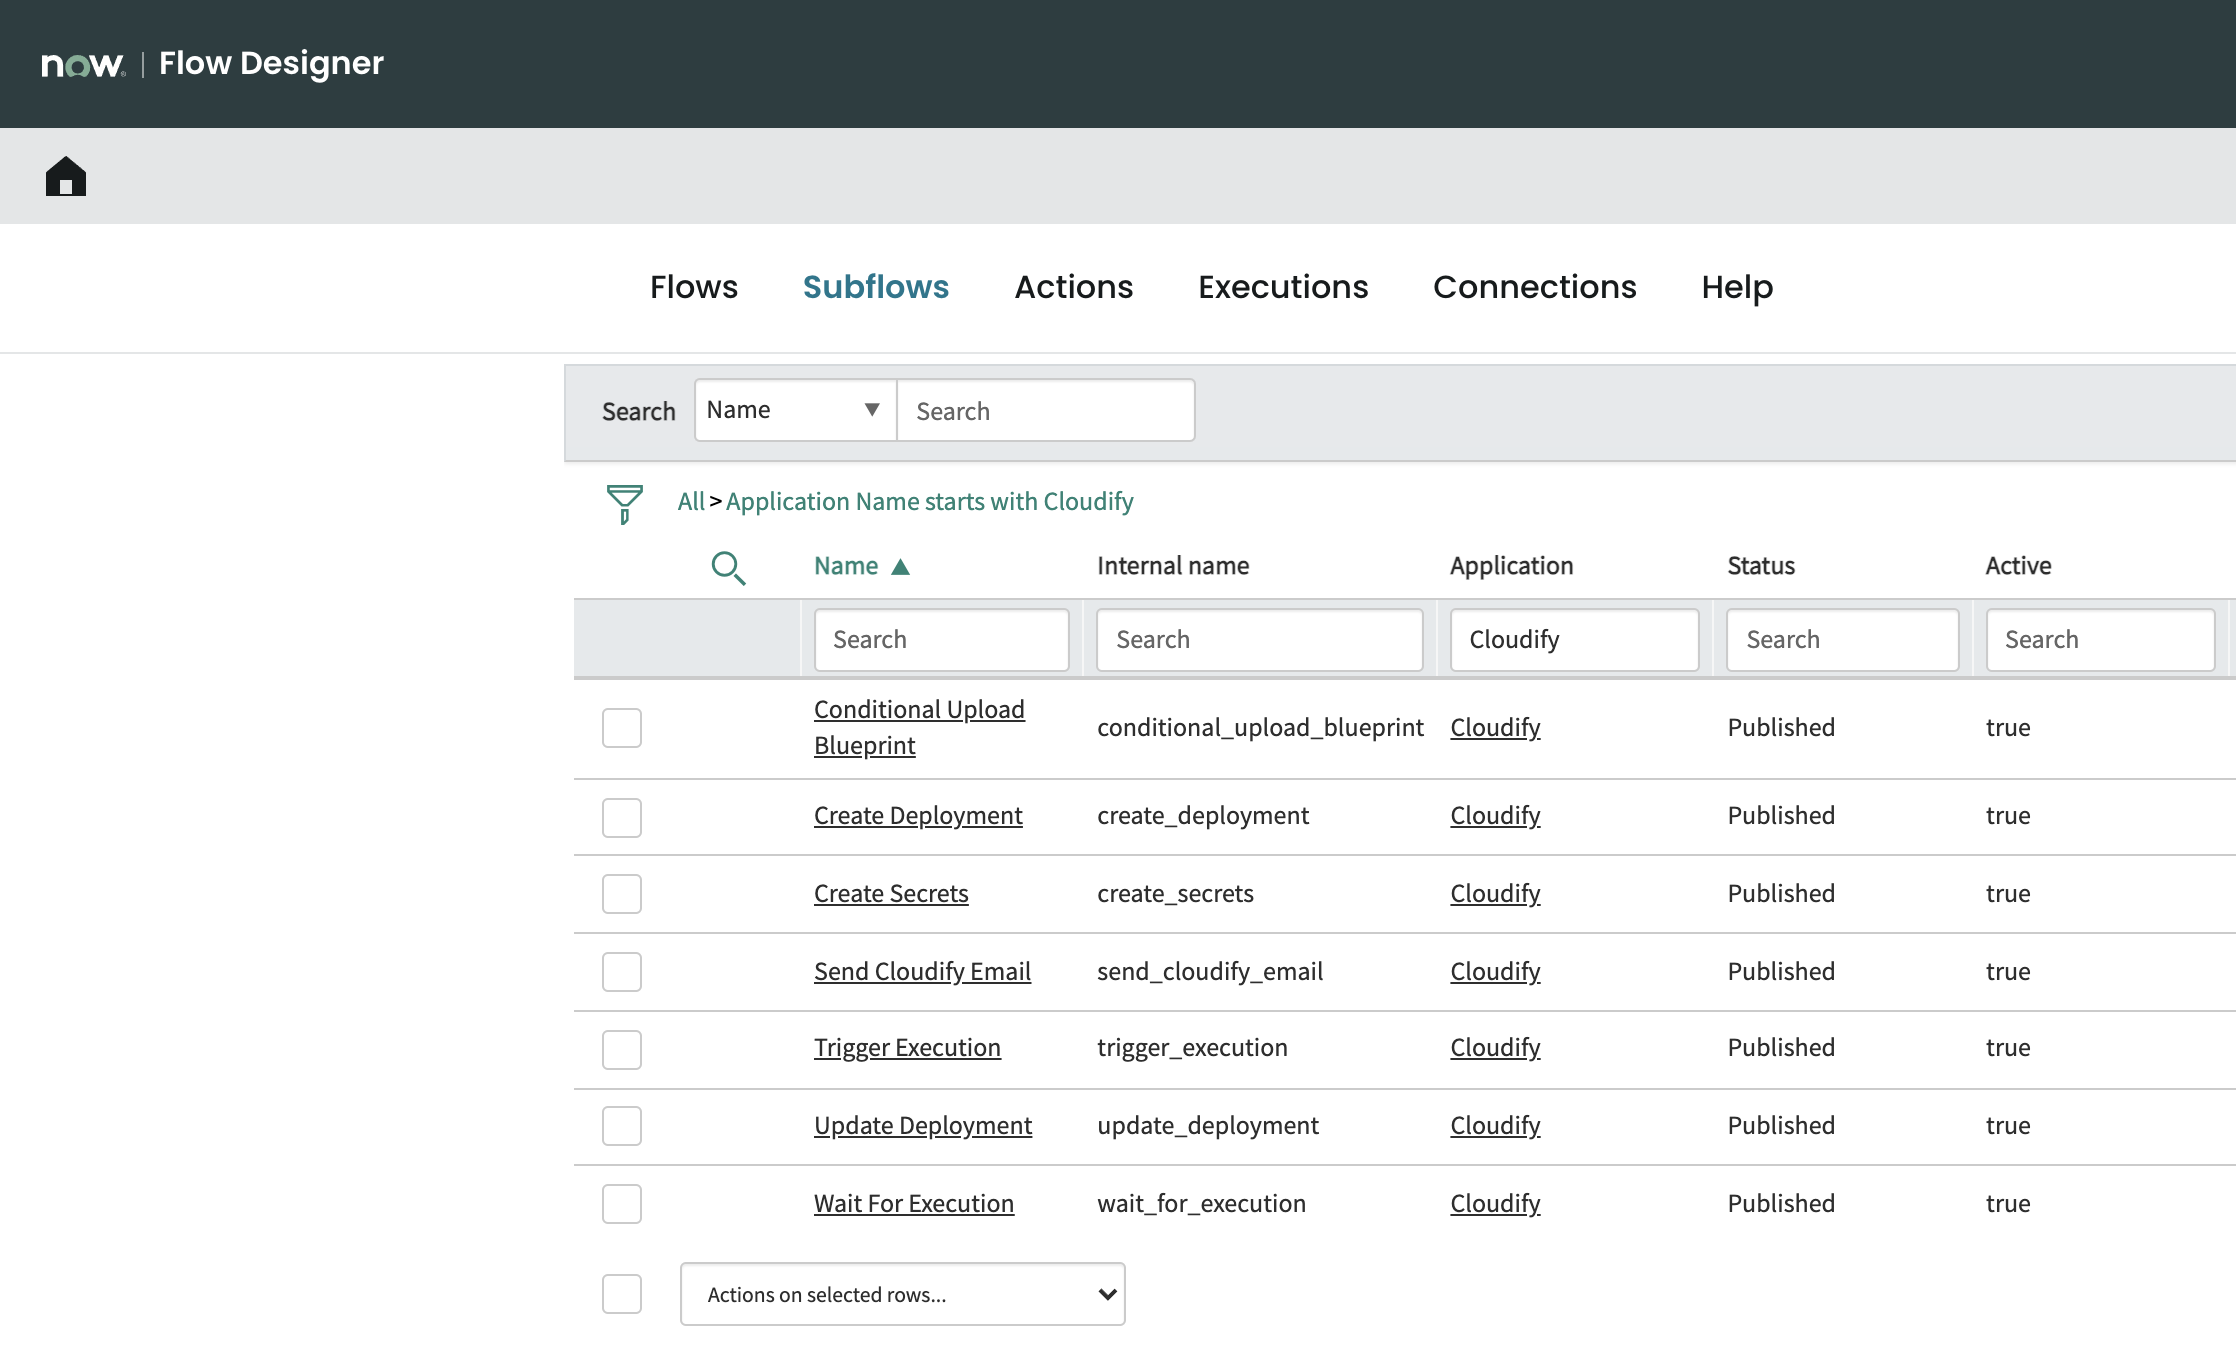 now | Flow Designer
Flows Subflows Actions Executions Connections Help
Search Name ▼ Search
All > Application Name starts with Cloudify
Name ▲ Internal name Application Status Active
Search Search Cloudify Search Search
Conditional Upload
Blueprint conditional_upload_blueprint Cloudify Published true
Create Deployment create_deployment Cloudify Published true
Create Secrets create_secrets Cloudify Published true
Send Cloudify Email send_cloudify_email Cloudify Published true
Trigger Execution trigger_execution Cloudify Published true
Update Deployment update_deployment Cloudify Published true
Wait For Execution wait_for_execution Cloudify Published true
Actions on selected rows...